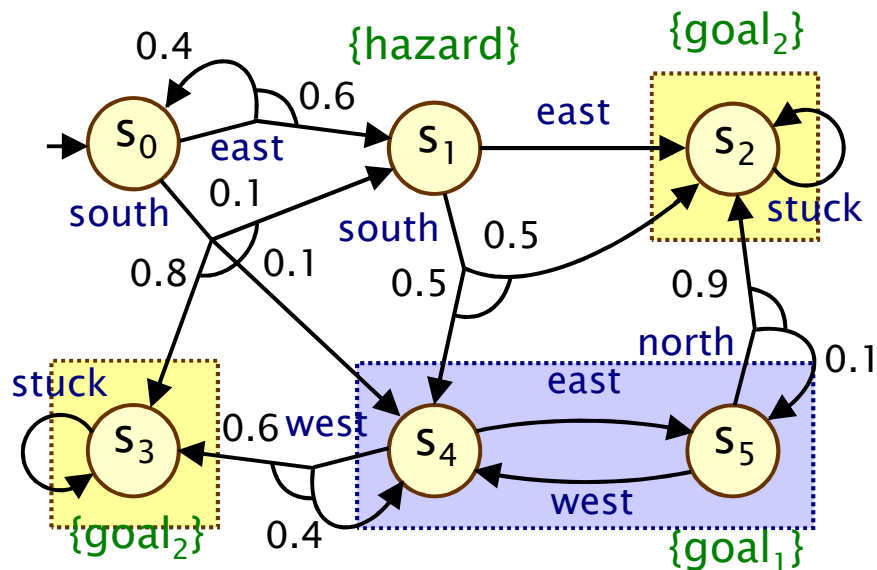 {goal₂}
0.4
{hazard}
0.6
east
s₀
s₁
s₂
east
0.1
south
south
0.5
stuck
0.8
0.1
0.5
0.9
north
0.1
stuck
east
0.6
west
s₃
s₄
s₅
west
0.4
{goal₂}
{goal₁}